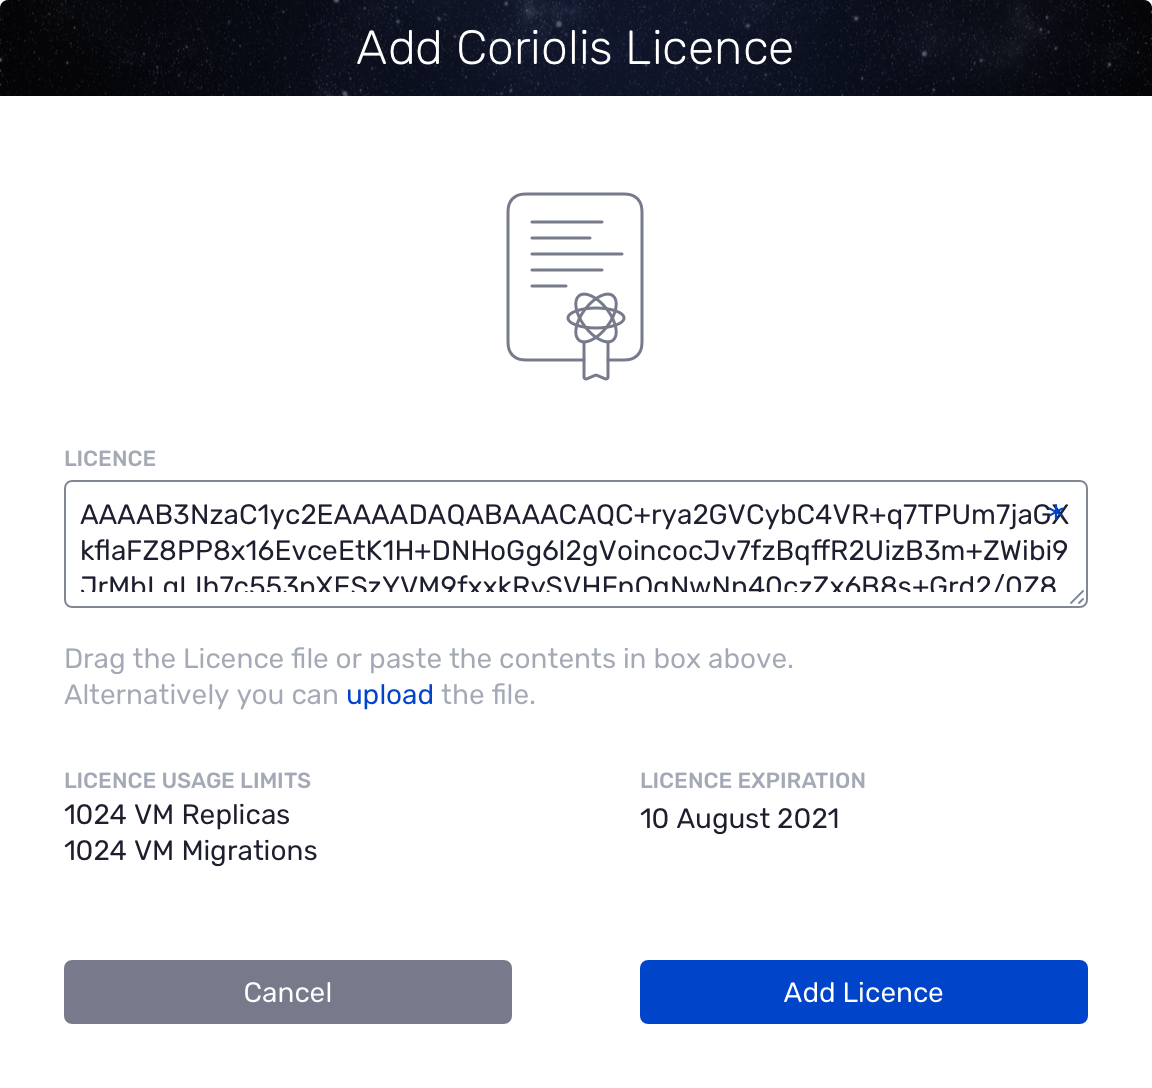 Add Coriolis Licence
LICENCE
AAAAB3NzaC1yc2EAAAADAQABAAACAQC+rya2GVCybC4VR+q7TPUm7jaGX
kflaFZ8PP8x16EvceEtK1H+DNHoGg6l2gVoincocJv7fzBqffR2UizB3m+ZWibi9
Drag the Licence file or paste the contents in box above.
Alternatively you can upload the file.
LICENCE USAGE LIMITS
1024 VM Replicas
1024 VM Migrations
LICENCE EXPIRATION
10 August 2021
Cancel
Add Licence